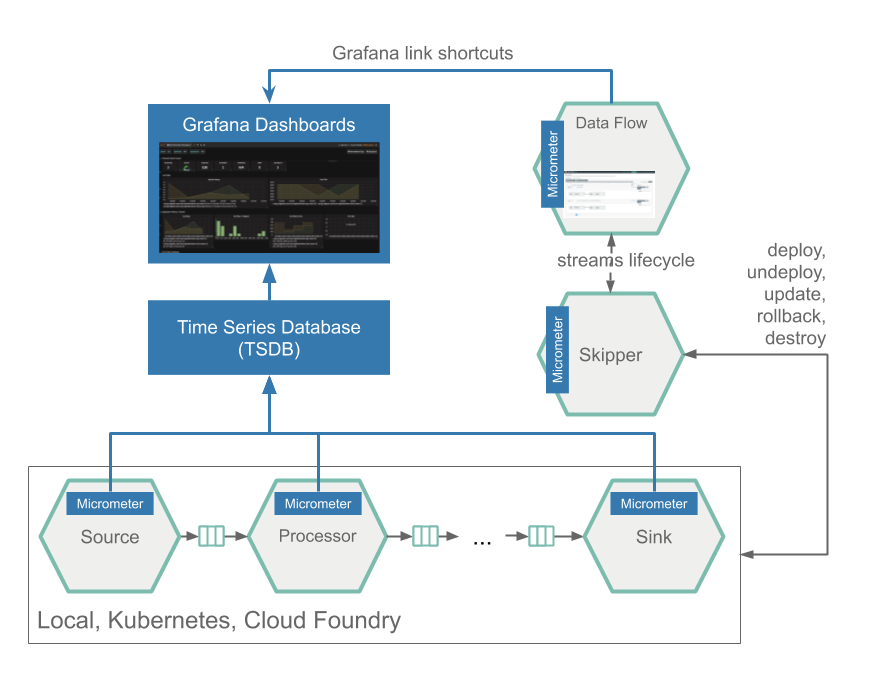 Grafana link shortcuts
Grafana Dashboards
Data Flow
Micrometer
streams lifecycle
deploy,
undeploy,
update,
rollback,
destroy
Time Series Database
(TSDB)
Micrometer
Skipper
Micrometer
Micrometer
Micrometer
Source
Processor
...
Sink
Local, Kubernetes, Cloud Foundry